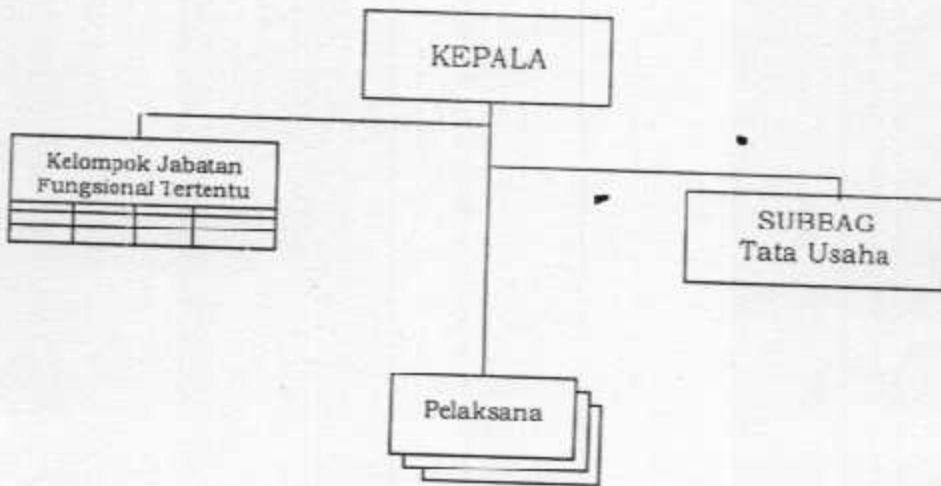 KEPALA
Kelompok Jabatan
Fungsional Tertentu
SUBBAG
Tata Usaha
Pelaksana